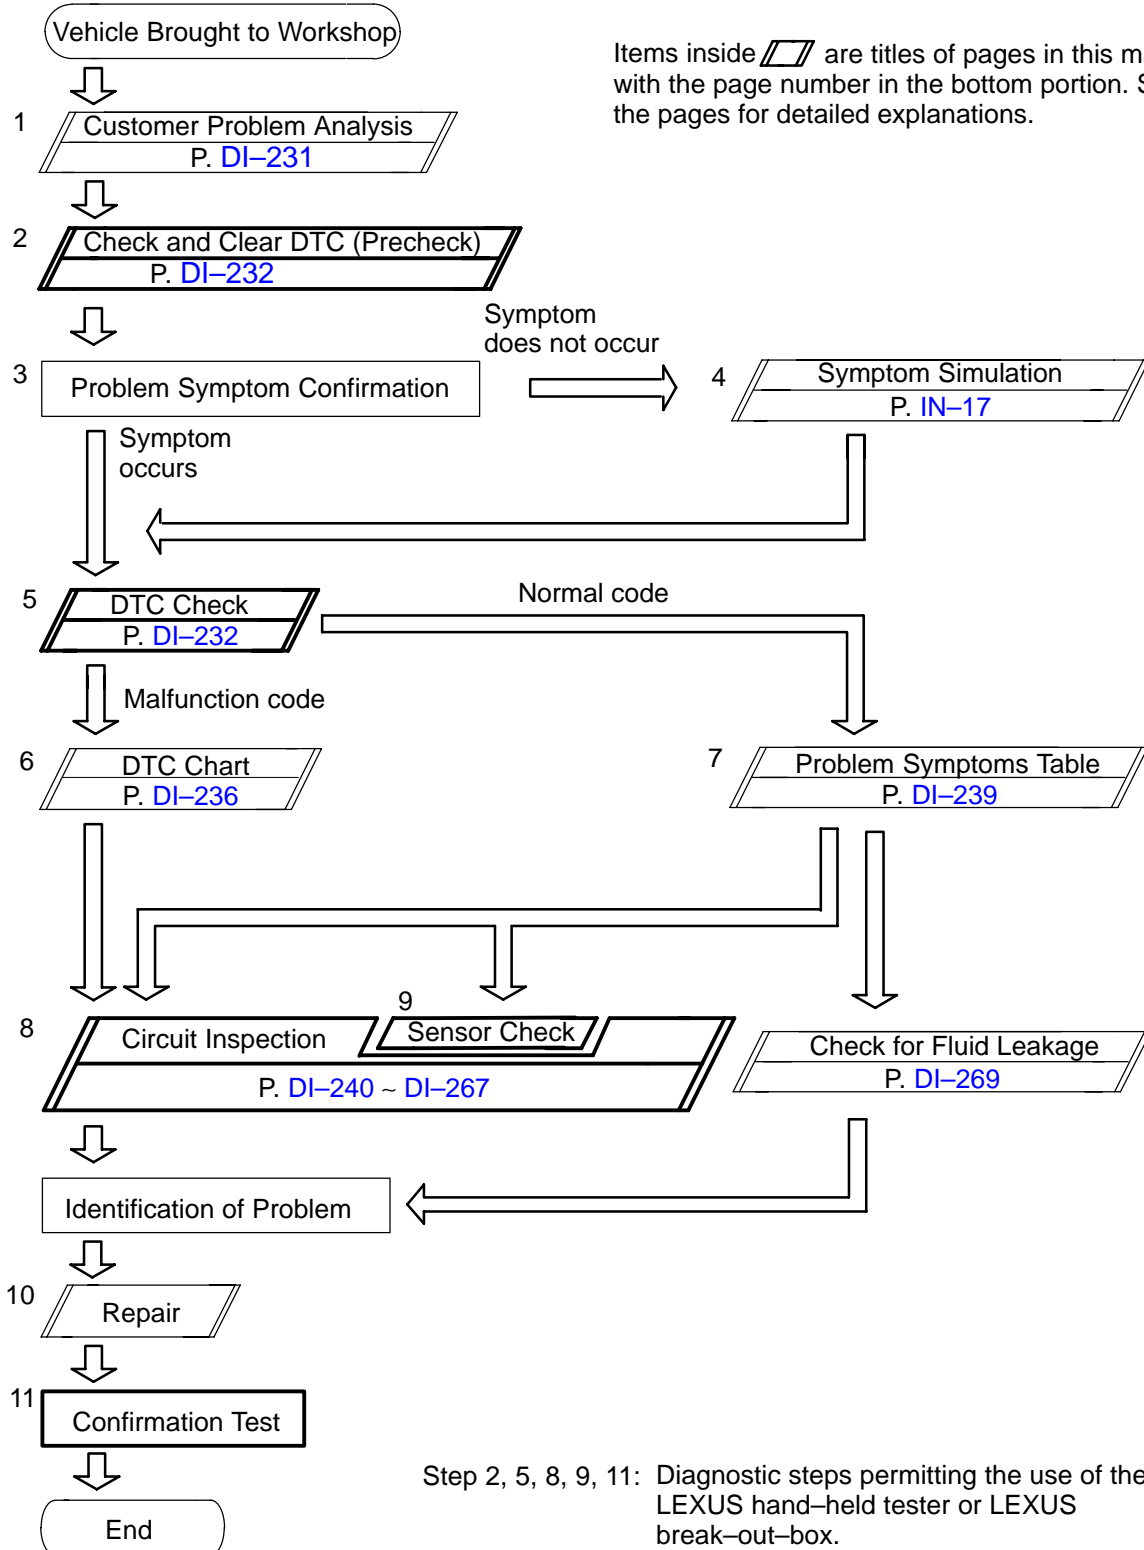 Vehicle Brought to Workshop
Items inside are titles of pages in this
with the page number in the bottom portion.
the pages for detailed explanations.
1
Customer Problem Analysis
P. DI–231
2
Check and Clear DTC (Precheck)
P. DI–232
Symptom
does not occur
3
Problem Symptom Confirmation
4
Symptom Simulation
P. IN–17
Symptom
occurs
5
DTC Check
P. DI–232
Normal code
Malfunction code
6
DTC Chart
P. DI–236
7
Problem Symptoms Table
P. DI–239
8
Circuit Inspection
9
Sensor Check
P. DI–240 ~ DI–267
Check for Fluid Leakage
P. DI–269
Identification of Problem
10
Repair
11
Confirmation Test
Step 2, 5, 8, 9, 11: Diagnostic steps permitting the use of the
LEXUS hand–held tester or LEXUS
break–out–box.
End